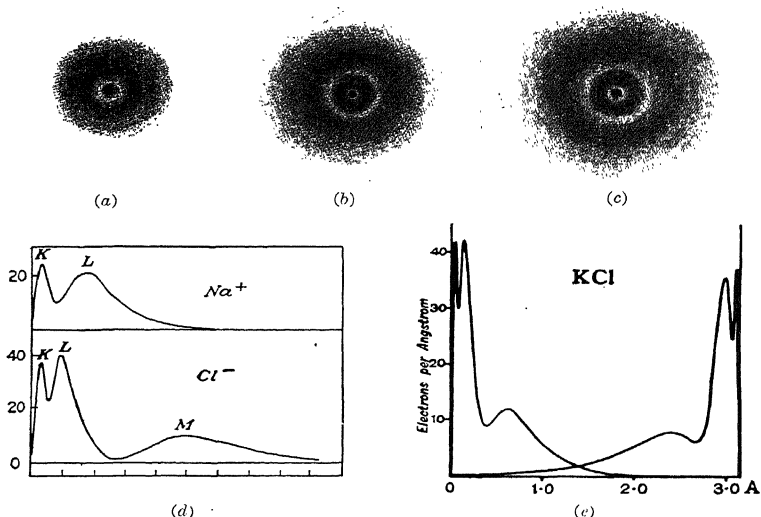 (a)
(b)
(c)
K
L
20
Na+
40
K
L
Cl−
20
M
0
(d)
40
KCl
30
Electrons per Angstrom
20
10
0
1·0
2·0
3·0 A
(e)